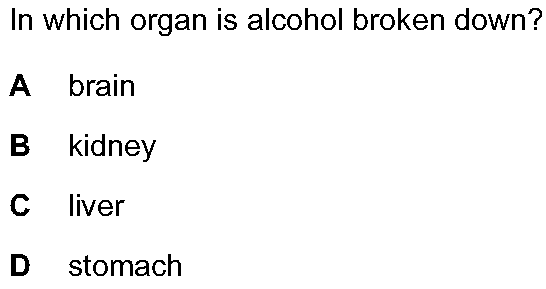 In which organ is alcohol broken down?
A brain
B kidney
C liver
D stomach